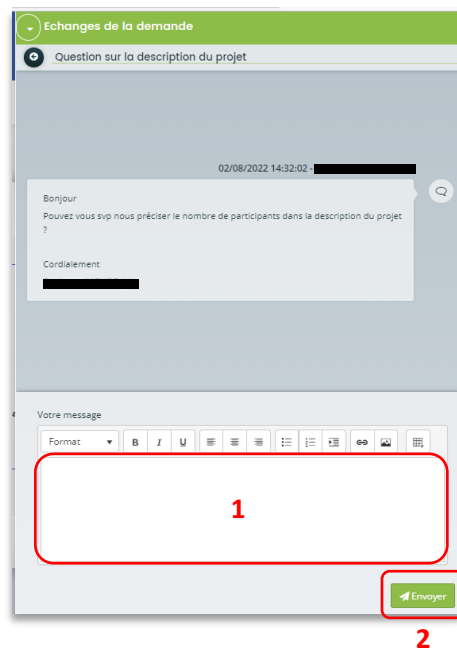 Echanges de la demande
Question sur la description du projet
02/08/2022 14:32:02 -
Bonjour
Pouvez vous svp nous préciser le nombre de participants dans la description du projet
?
Cordialement
Votre message
Format B I U
1
Envoyer
2